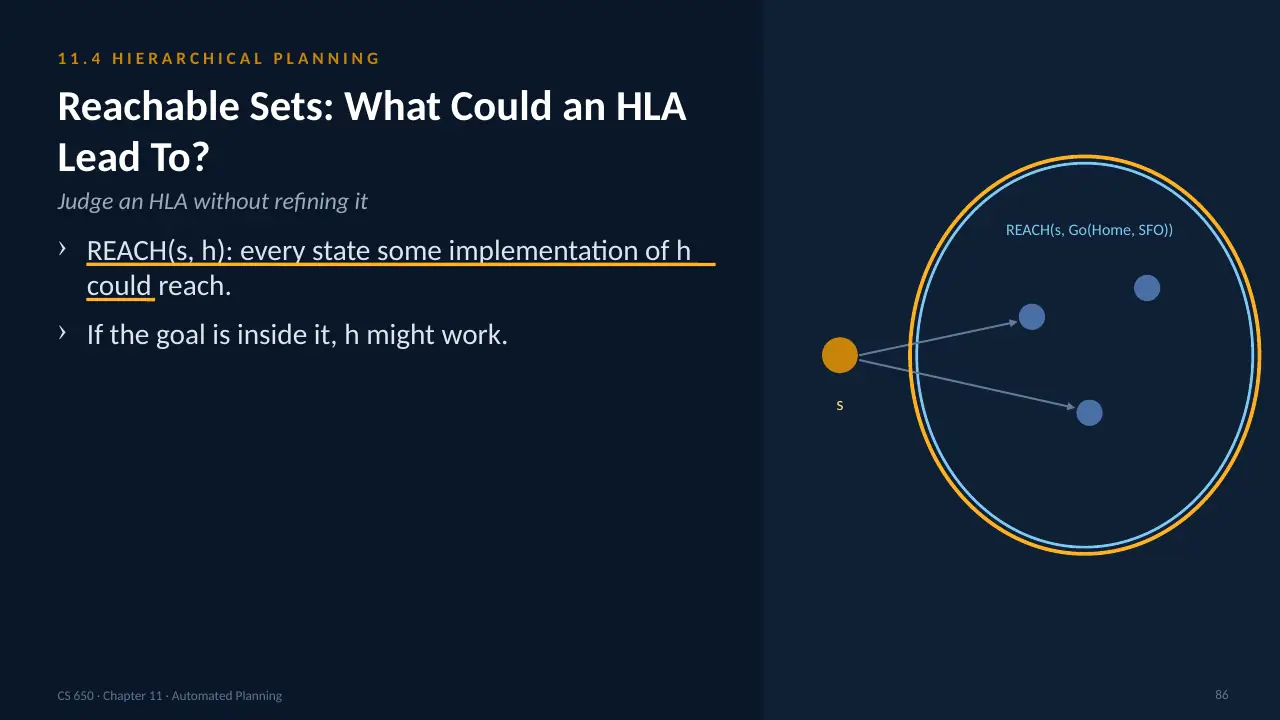 11.4 HIERARCHICAL PLANNING
Reachable Sets: What Could an HLA
Lead To?
Judge an HLA without refining it
› REACH(s, h): every state some implementation of h
could reach.
› If the goal is inside it, h might work.
REACH(s, Go(Home, SFO))
s
CS 650 · Chapter 11 · Automated Planning
86